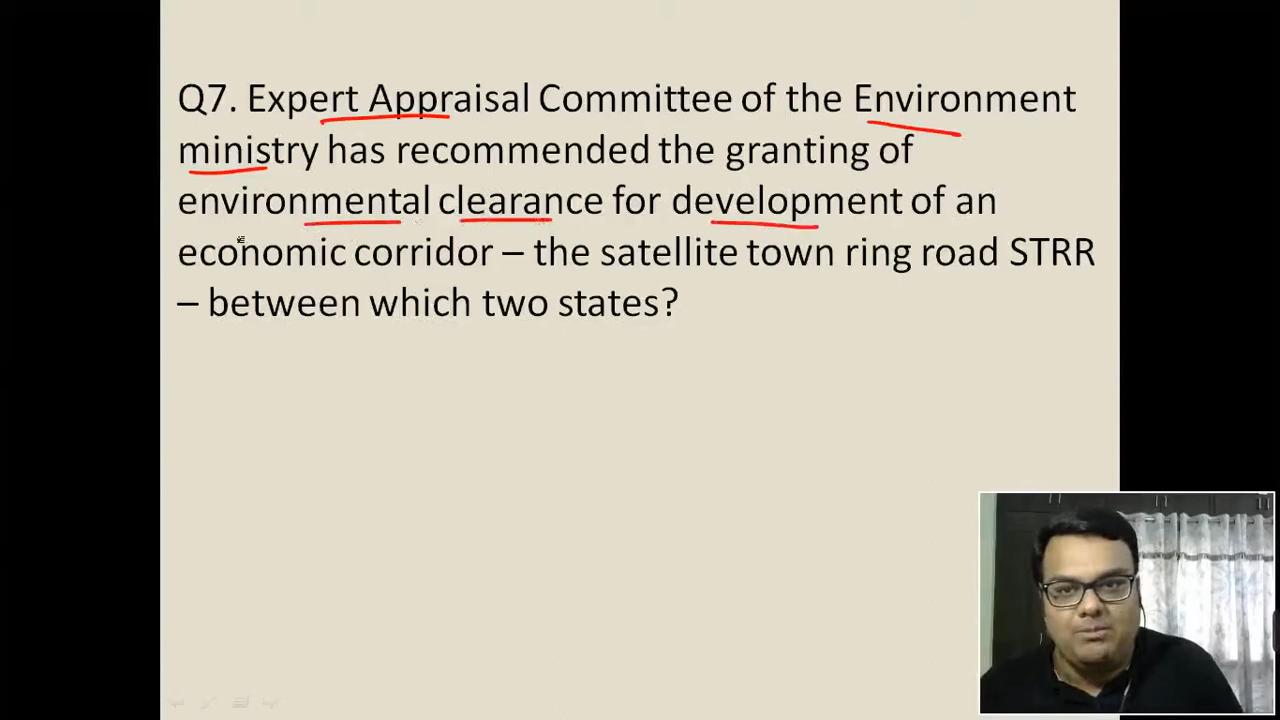 Q7. Expert Appraisal Committee of the Environment
ministry has recommended the granting of
environmental clearance for development of an
economic corridor – the satellite town ring road STRR
– between which two states?